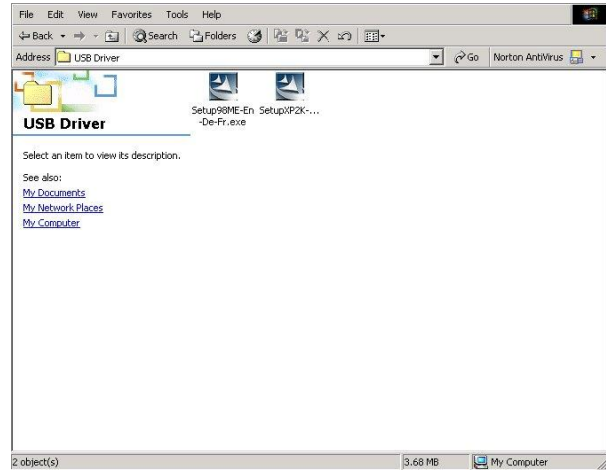 File Edit View Favorites Tools Help
Back Search Folders
Address USB Driver Go Norton AntiVirus
USB Driver
Select an item to view its description.
See also:
My Documents
My Network Places
My Computer
Setup98ME-En
-De-Fr.exe
SetupXP2K-...
2 object(s) 3.68 MB My Computer